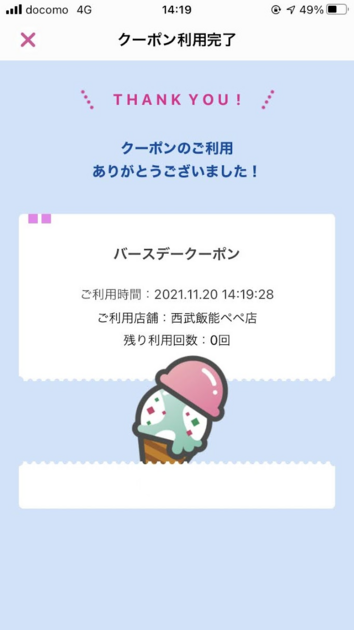 docomo 4G 14:19 49%
クーポン利用完了
THANK YOU!
クーポンのご利用
ありがとうございました！
バースデークーポン
ご利用時間：2021.11.20 14:19:28
ご利用店舗：西武飯能ペペ店
残り利用回数：0回